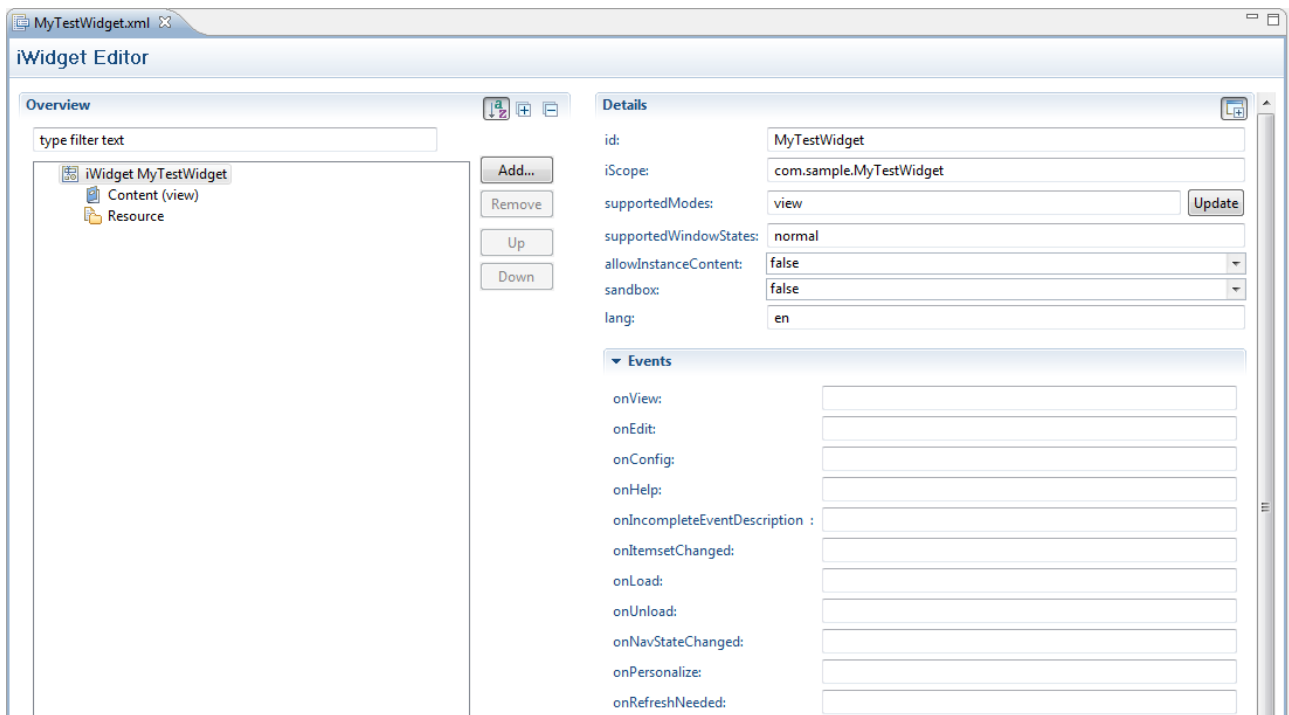 MyTestWidget.xml
iWidget Editor
Overview
type filter text
iWidget MyTestWidget
Content (view)
Resource
Add...
Remove
Up
Down
Details
id: MyTestWidget
iScope: com.sample.MyTestWidget
supportedModes: view Update
supportedWindowStates: normal
allowInstanceContent: false
sandbox: false
lang: en
Events
onView:
onEdit:
onConfig:
onHelp:
onIncompleteEventDescription :
onItemsetChanged:
onLoad:
onUnload:
onNavStateChanged:
onPersonalize:
onRefreshNeeded: